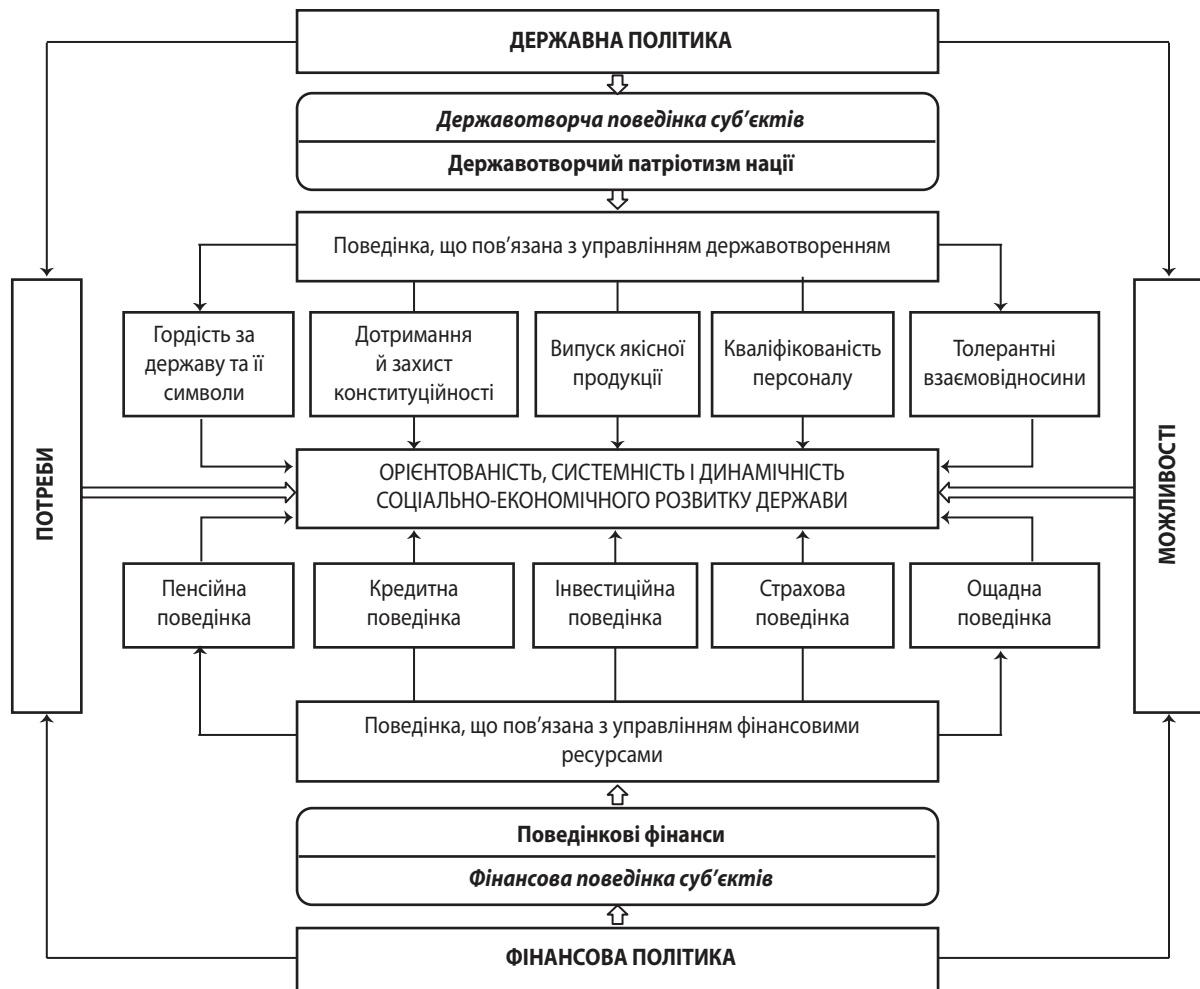 ДЕРЖАВНА ПОЛІТИКА
Державотворча поведінка суб’єктів
Державотворчий патріотизм нації
Поведінка, що пов’язана з управлінням державотворенням
Гордість за
державу та її
символи
Дотримання
й захист
конституційності
Випуск якісної
продукції
Кваліфікованість
персоналу
Толерантні
взаємовідносини
ПОТРЕБИ
ОРІЄНТОВАНІСТЬ, СИСТЕМНІСТЬ І ДИНАМІЧНІСТЬ
СОЦІАЛЬНО-ЕКОНОМІЧНОГО РОЗВИТКУ ДЕРЖАВИ
МОЖЛИВОСТІ
Пенсійна
поведінка
Кредитна
поведінка
Інвестиційна
поведінка
Страхова
поведінка
Ощадна
поведінка
Поведінка, що пов’язана з управлінням фінансовими
ресурсами
Поведінкові фінанси
Фінансова поведінка суб’єктів
ФІНАНСОВА ПОЛІТИКА